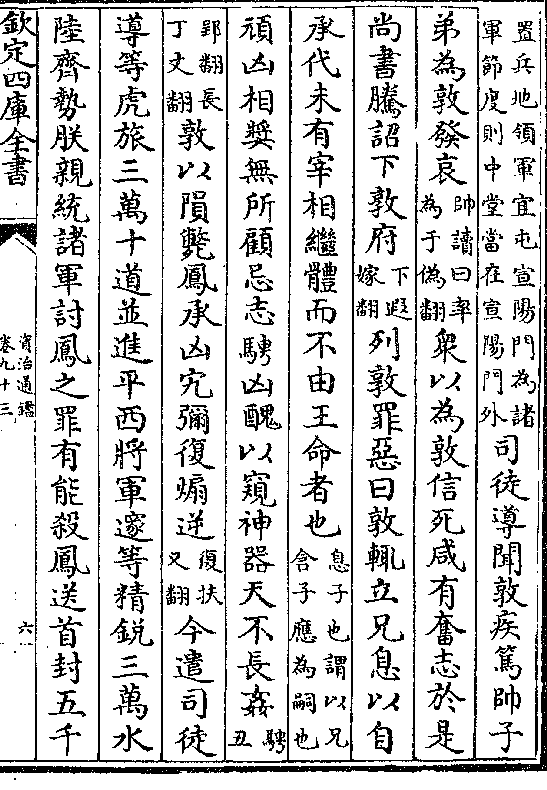 置兵地領軍宜屯宣陽門為諸
軍節度則中堂當在宣陽門外
司徒導聞敦疾篤帥子
弟為敦發哀
帥讀曰率
為于偽翻
衆以為敦信死咸有奮志於是
尚書騰詔下敦府
下遐
嫁翻
列敦罪惡曰敦輒立兄息以自
承代未有宰相繼體而不由王命者也
息子也謂以兄
含子應為嗣也
頑凶相奬無所顧忌志騁凶醜以窺神器天不長姦
騁
丑
郢翻長
丁丈翻
敦以隕斃鳳承凶宄彌復煽逆
復扶
又翻
今遣司徒
導等虎旅三萬十道並進平西將軍邃等精鋭三萬水
陸齊勢朕親統諸軍討鳳之罪有能殺鳳送首封五千
欽定四庫全書
資治通鑑
卷九十三
六